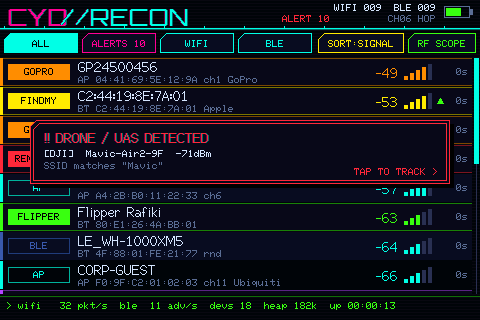 CYD//RECON
WIFI 009 BLE 009
ALERT 10
CH06 HOP
ALL
ALERTS 10
WIFI
BLE
SORT:SIGNAL
RF SCOPE
GOPRO
GP24500456
AP 04:41:69:5E:12:9A ch1 GoPro
-49
0s
FINDMY
C2:44:19:8E:7A:01
BT C2:44:19:8E:7A:01 Apple
-53
0s
!! DRONE / UAS DETECTED
[DJI] Mavic-Air2-9F -71dBm
SSID matches "Mavic"
TAP TO TRACK >
0s
0s
AP A4:2B:B0:11:22:33 ch6
-57
0s
FLIPPER
Flipper Rafiki
BT 80:E1:26:4A:BB:01
-63
0s
BLE
LE_WH-1000XM5
BT 4F:88:01:FE:21:77 rnd
-64
0s
AP
CORP-GUEST
AP F0:9F:C2:01:02:03 ch11 Ubiquiti
-66
0s
> wifi 32 pkt/s ble 11 adv/s devs 18 heap 182k up 00:00:13